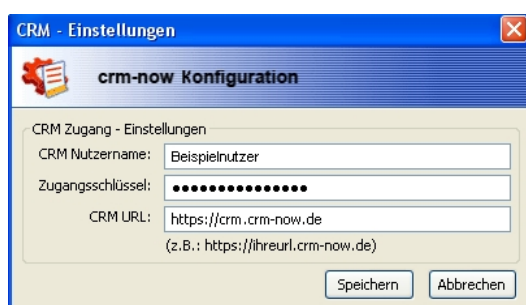 CRM - Einstellungen
crm-now Konfiguration
CRM Zugang - Einstellungen
CRM Nutzername: Beispielnutzer
Zugangsschlüssel: ●●●●●●●●●●●●●●●
CRM URL: https://crm.crm-now.de
(z.B.: https://ihreurl.crm-now.de)
Speichern Abbrechen